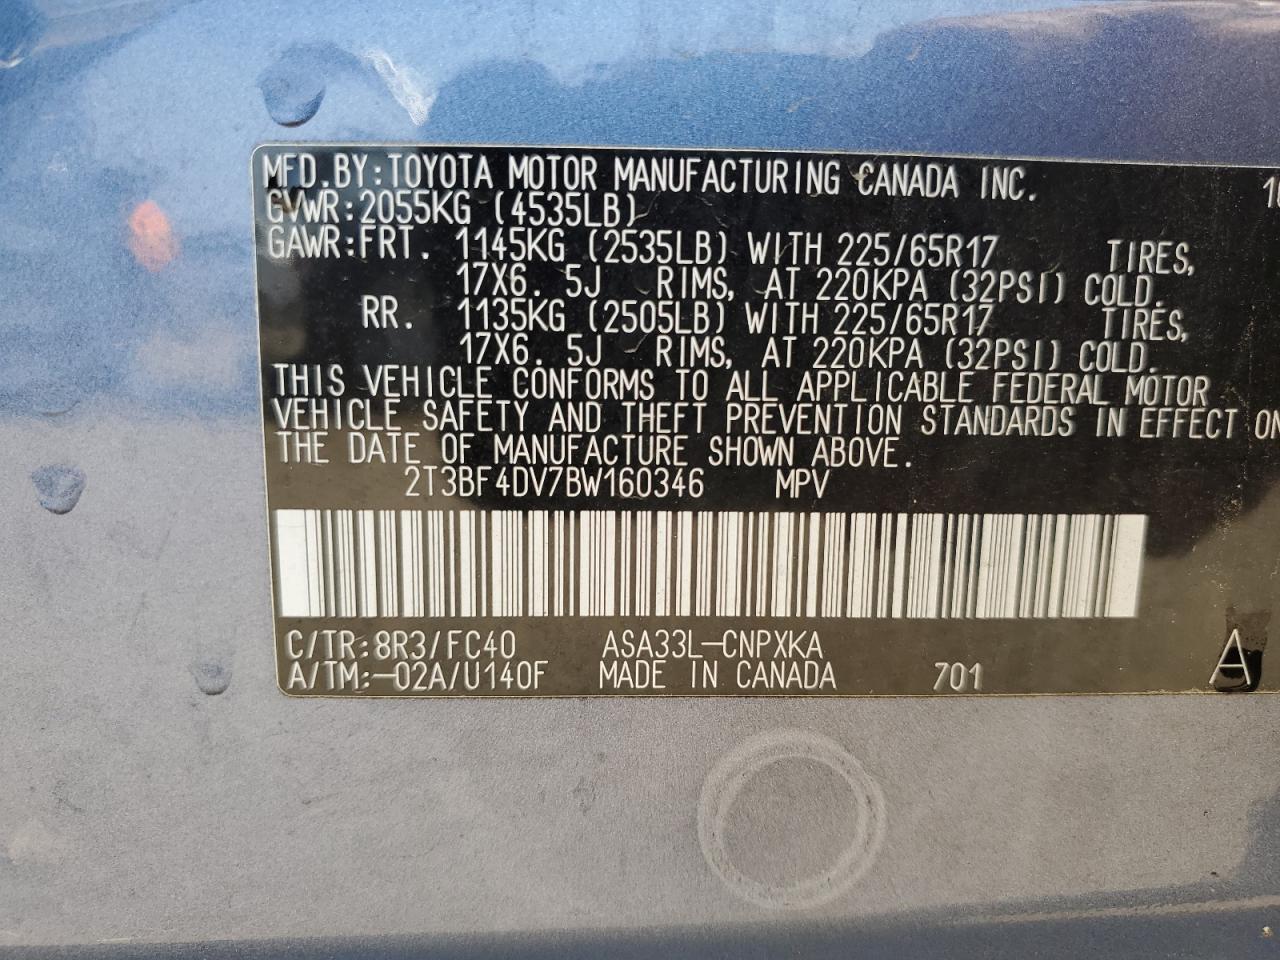 MFD.BY:TOYOTA MOTOR MANUFACTURING CANADA INC.
GVWR:2055KG (4535LB)
GAWR:FRT. 1145KG (2535LB) WITH 225/65R17 TIRES,
17X6.5J RIMS, AT 220KPA (32PSI) COLD.
RR. 1135KG (2505LB) WITH 225/65R17 TIRES,
17X6.5J RIMS, AT 220KPA (32PSI) COLD.
THIS VEHICLE CONFORMS TO ALL APPLICABLE FEDERAL MOTOR
VEHICLE SAFETY AND THEFT PREVENTION STANDARDS IN EFFECT ON
THE DATE OF MANUFACTURE SHOWN ABOVE.
2T3BF4DV7BW160346 MPV
C/TR:8R3/FC40 ASA33L-CNPXKA
A/TM:-02A/U140F MADE IN CANADA 701 A